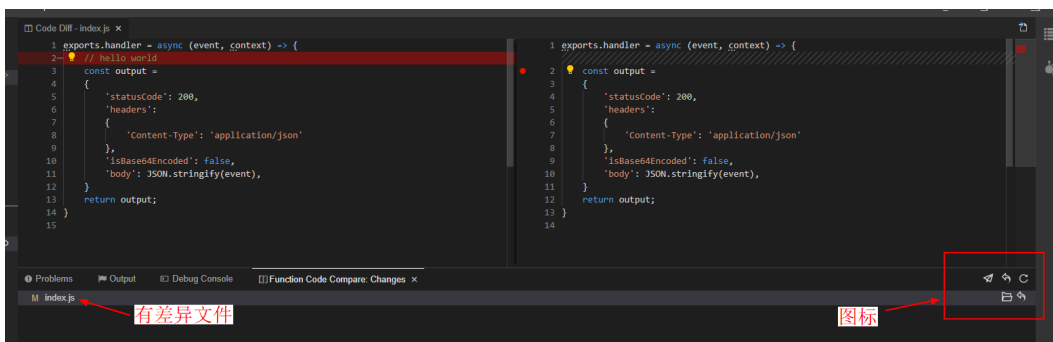 Code Diff - index.js ×
1 exports.handler = async (event, context) => {
2− // hello world
3 const output =
4 {
5 'statusCode': 200,
6 'headers':
7 {
8 'Content-Type': 'application/json'
9 },
10 'isBase64Encoded': false,
11 'body': JSON.stringify(event),
12 }
13 return output;
14 }
15
1 exports.handler = async (event, context) => {
2 const output =
3 {
4 'statusCode': 200,
5 'headers':
6 {
7 'Content-Type': 'application/json'
8 },
9 'isBase64Encoded': false,
10 'body': JSON.stringify(event),
11 }
12 return output;
13 }
14
Problems Output Debug Console Function Code Compare: Changes ×
M index.js
有差异文件
图标